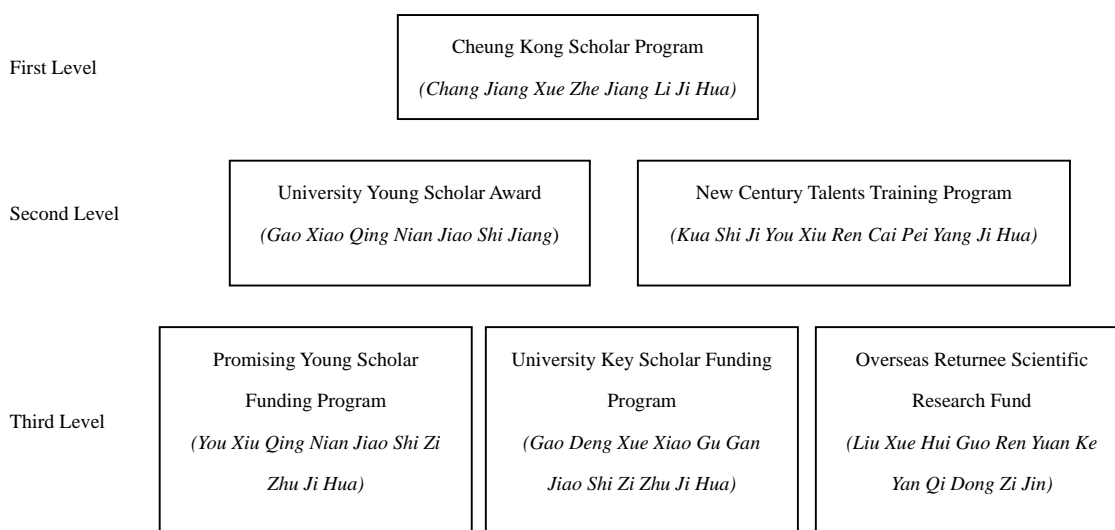 First Level
Cheung Kong Scholar Program
(Chang Jiang Xue Zhe Jiang Li Ji Hua)
Second Level
University Young Scholar Award
(Gao Xiao Qing Nian Jiao Shi Jiang)
New Century Talents Training Program
(Kua Shi Ji You Xiu Ren Cai Pei Yang Ji Hua)
Third Level
Promising Young Scholar
Funding Program
(You Xiu Qing Nian Jiao Shi Zi
Zhu Ji Hua)
University Key Scholar Funding
Program
(Gao Deng Xue Xiao Gu Gan
Jiao Shi Zi Zhu Ji Hua)
Overseas Returnee Scientific
Research Fund
(Liu Xue Hui Guo Ren Yuan Ke
Yan Qi Dong Zi Jin)